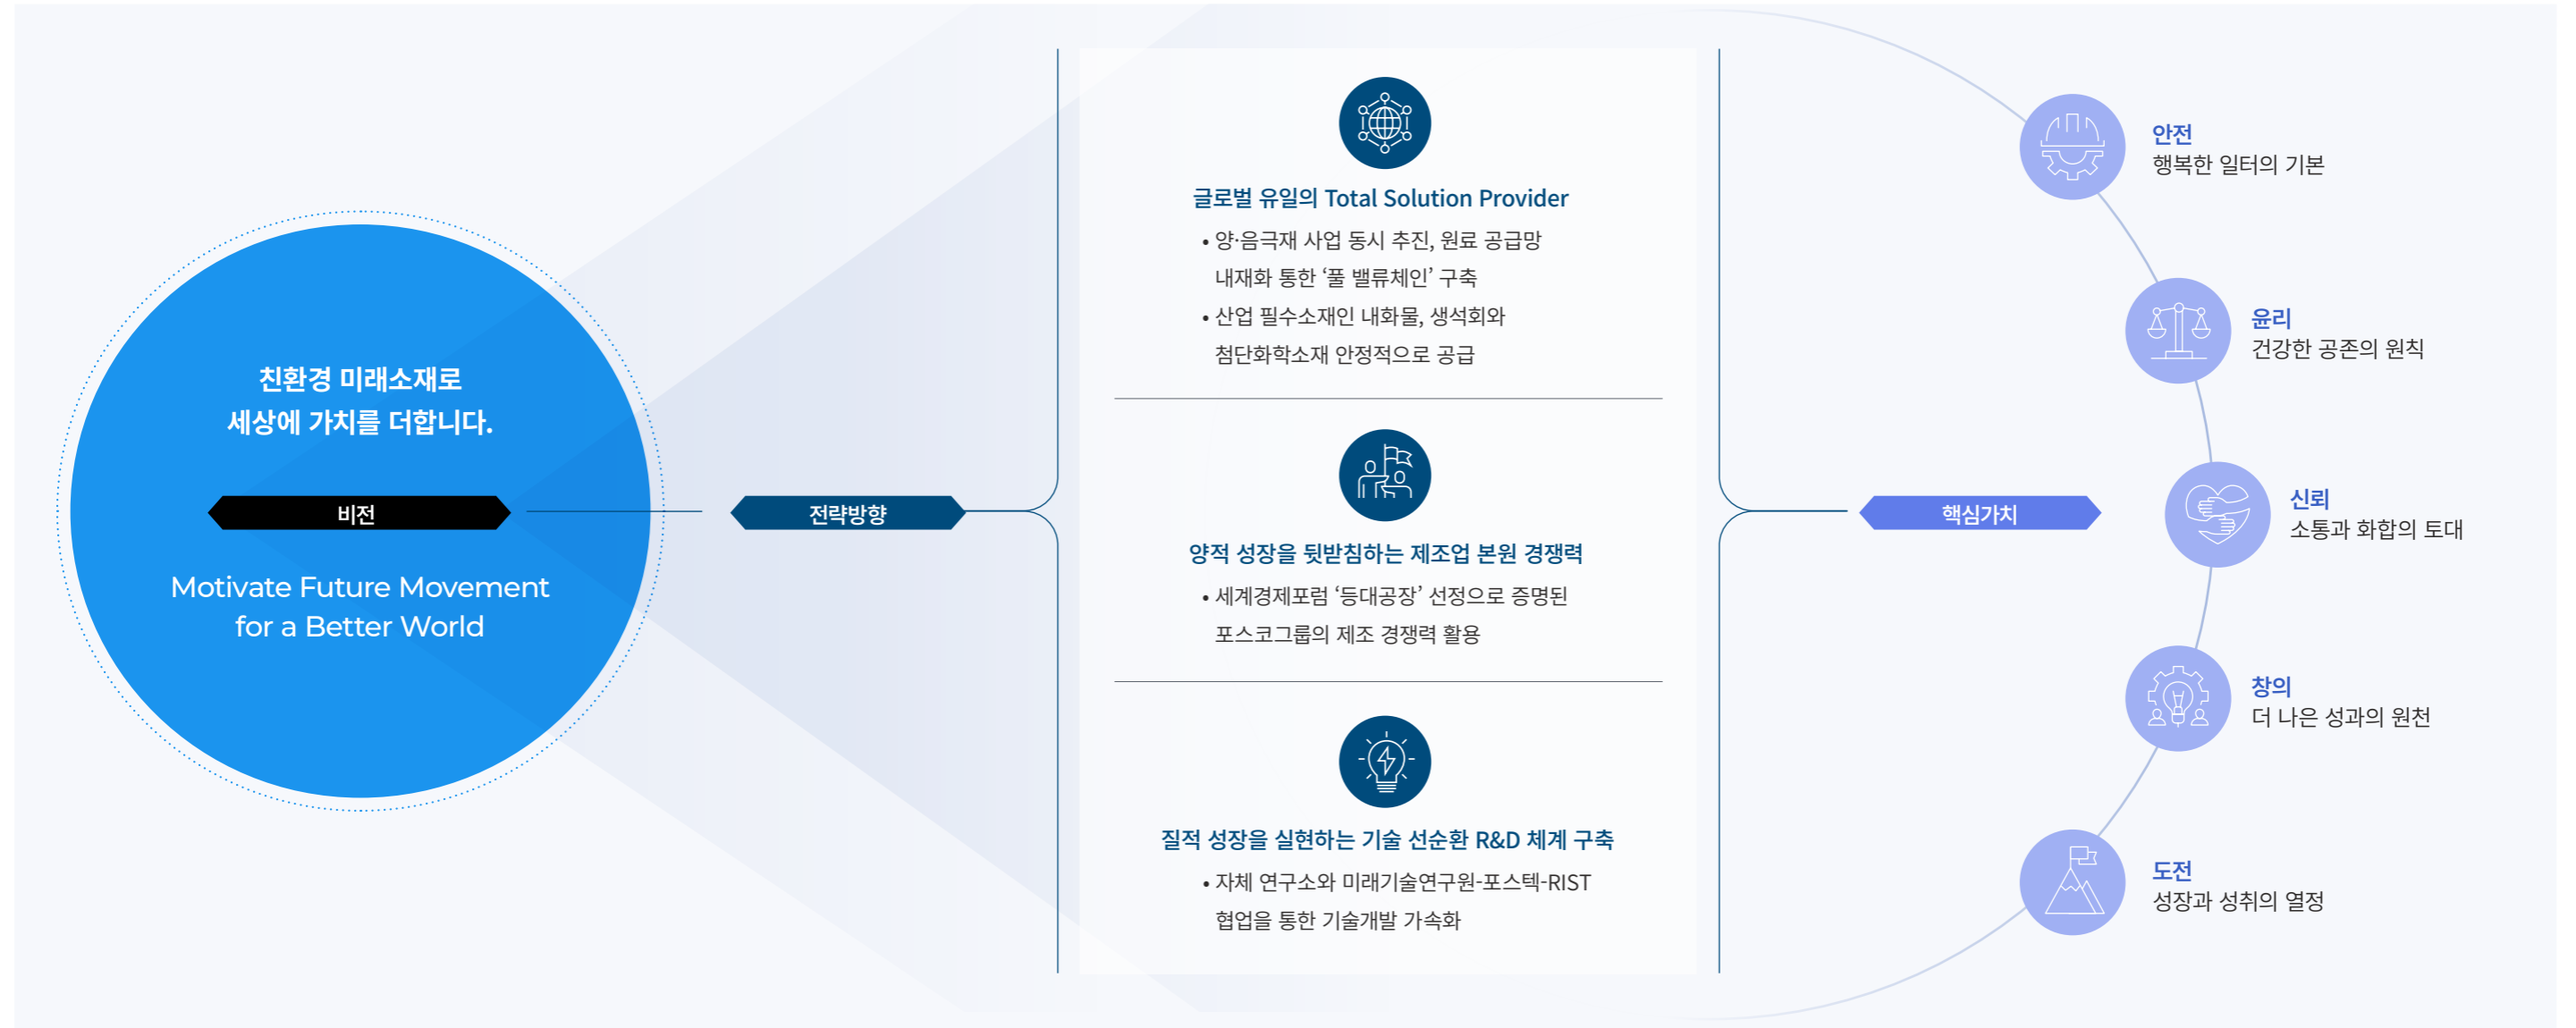 친환경 미래소재로
세상에 가치를 더합니다.
비전
Motivate Future Movement
for a Better World
전략방향
글로벌 유일의 Total Solution Provider
• 양·음극재 사업 동시 추진, 원료 공급망
내재화 통한 ‘풀 밸류체인’ 구축
• 산업 필수소재인 내화물, 생석회와
첨단화학소재 안정적으로 공급
양적 성장을 뒷받침하는 제조업 본원 경쟁력
• 세계경제포럼 ‘등대공장’ 선정으로 증명된
포스코그룹의 제조 경쟁력 활용
질적 성장을 실현하는 기술 선순환 R&D 체계 구축
• 자체 연구소와 미래기술연구원-포스텍-RIST
협업을 통한 기술개발 가속화
핵심가치
안전
행복한 일터의 기본
윤리
건강한 공존의 원칙
신뢰
소통과 화합의 토대
창의
더 나은 성과의 원천
도전
성장과 성취의 열정